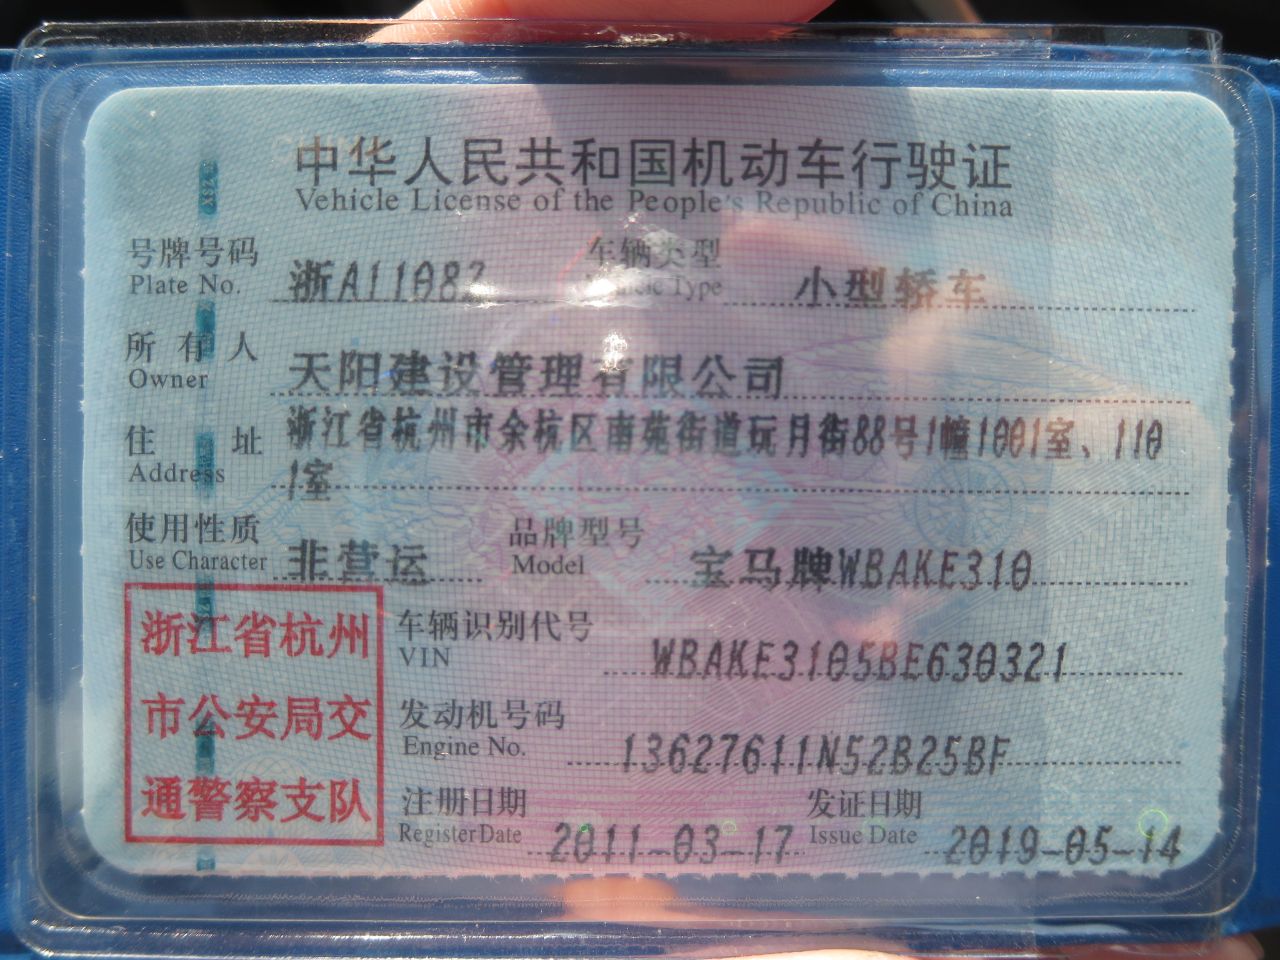 中华人民共和国机动车行驶证
Vehicle License of the People's Republic of China
号牌号码 浙A11082 车辆类型 小型轿车
Plate No. Vehicle Type
所有人 天阳建设管理有限公司
Owner
住址 浙江省杭州市余杭区南苑街道玩月街88号1幢1001室、110
Address 1室
使用性质 非营运 品牌型号 宝马牌WBAKE310
Use Character Model
浙江省杭州
市公安局交
通警察支队
车辆识别代号 WBAKE3105BE630321
VIN
发动机号码 13627611N52B25BF
Engine No.
注册日期 2011-03-17 发证日期 2019-05-14
Register Date Issue Date